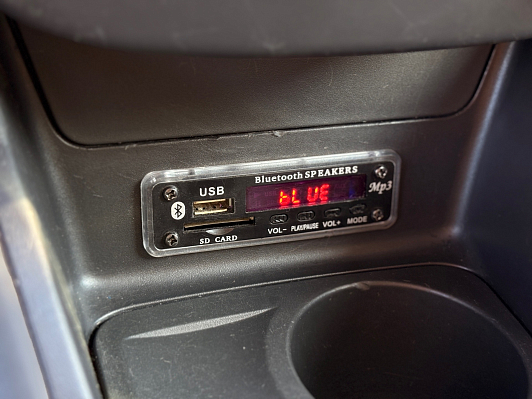 Bluetooth SPEAKERS
USB
bLUE
Mp3
SD CARD
VOL- PLAY/PAUSE VOL+ MODE